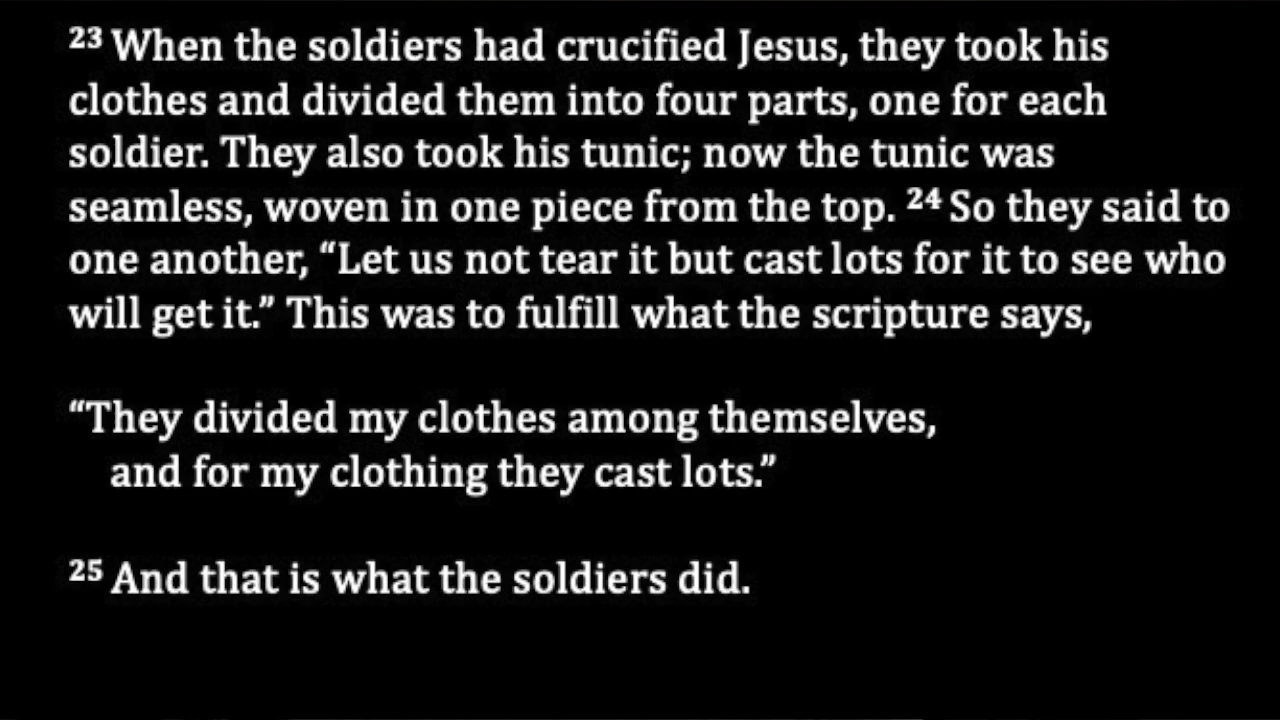 ²³ When the soldiers had crucified Jesus, they took his
clothes and divided them into four parts, one for each
soldier. They also took his tunic; now the tunic was
seamless, woven in one piece from the top. ²⁴ So they said to
one another, “Let us not tear it but cast lots for it to see who
will get it.” This was to fulfill what the scripture says,
“They divided my clothes among themselves,
and for my clothing they cast lots.”
²⁵ And that is what the soldiers did.